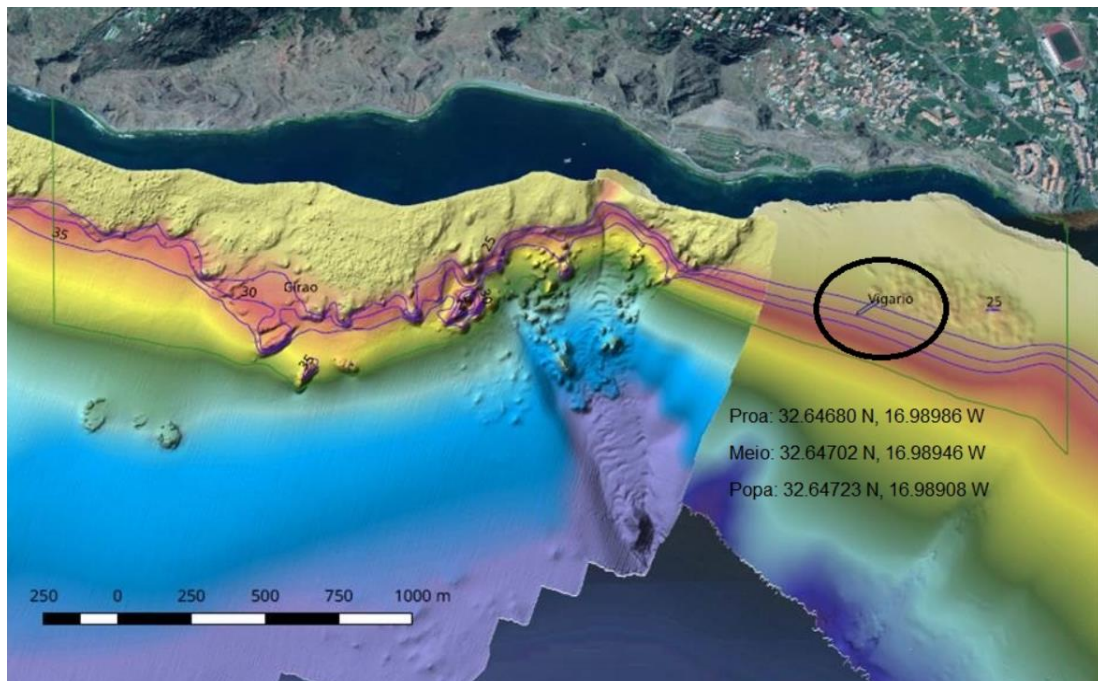 35
25
30
Girao
35
Vigario
25
Proa: 32.64680 N, 16.98986 W
Meio: 32.64702 N, 16.98946 W
Popa: 32.64723 N, 16.98908 W
250 0 250 500 750 1000 m